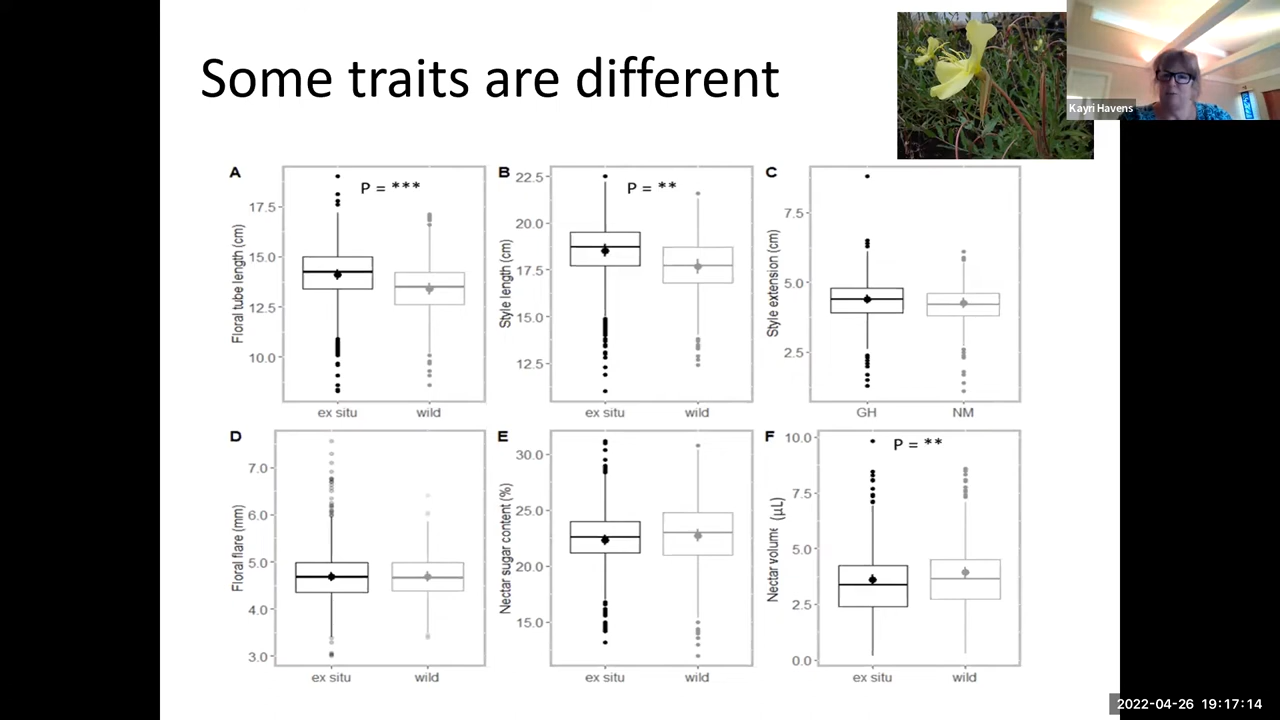 Some traits are different
Kayri Havens
A
P = ***
Floral tube length (cm)
17.5
15.0
12.5
10.0
ex situ
wild
B
P = **
Style length (cm)
22.5
20.0
17.5
15.0
12.5
ex situ
wild
C
Style extension (cm)
7.5
5.0
2.5
GH
NM
D
Floral flare (mm)
7.0
6.0
5.0
4.0
3.0
ex situ
wild
E
Nectar sugar content (%)
30.0
25.0
20.0
15.0
ex situ
wild
F
P = **
Nectar volume (µL)
10.0
7.5
5.0
2.5
0.0
ex situ
wild
2022-04-26 19:17:14